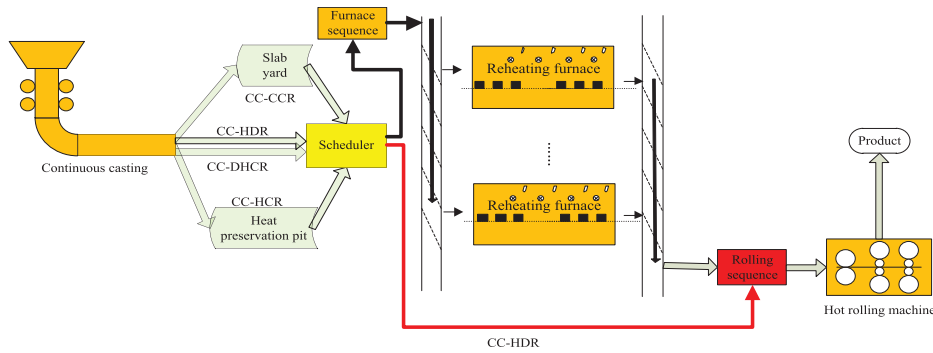 Furnace
sequence
Slab
yard
CC-CCR
CC-HDR
Scheduler
CC-DHCR
Continuous casting
CC-HCR
Heat
preservation pit
Reheating furnace
Reheating furnace
Rolling
sequence
Product
Hot rolling machine
CC-HDR